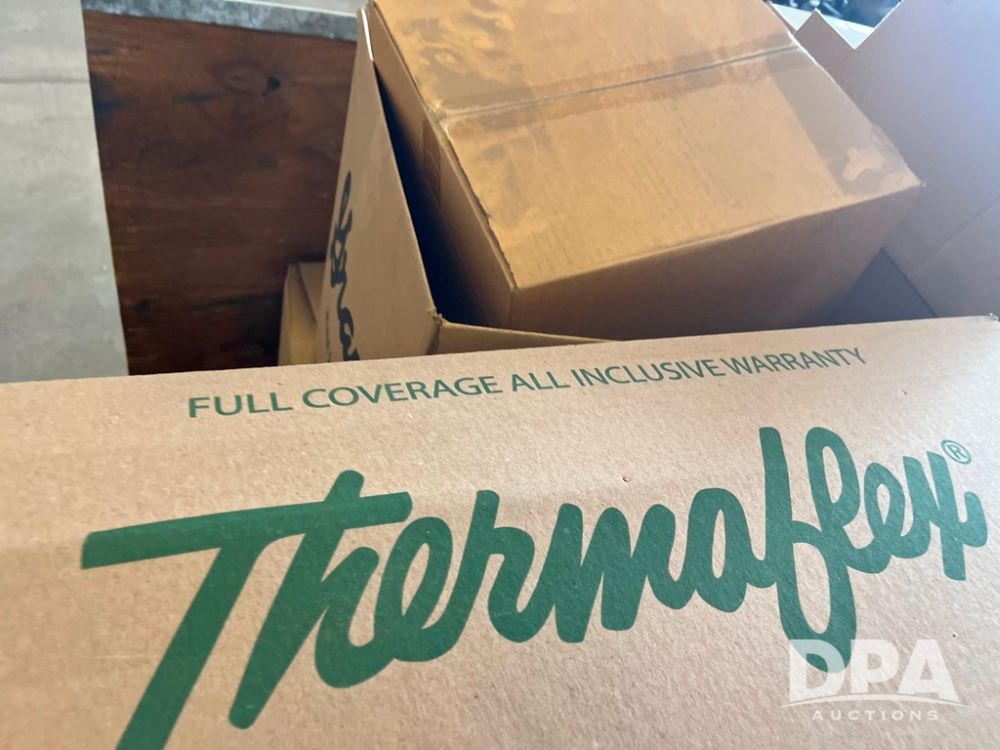 FULL COVERAGE ALL INCLUSIVE WARRANTY
Thermaflex®
DPA
AUCTIONS